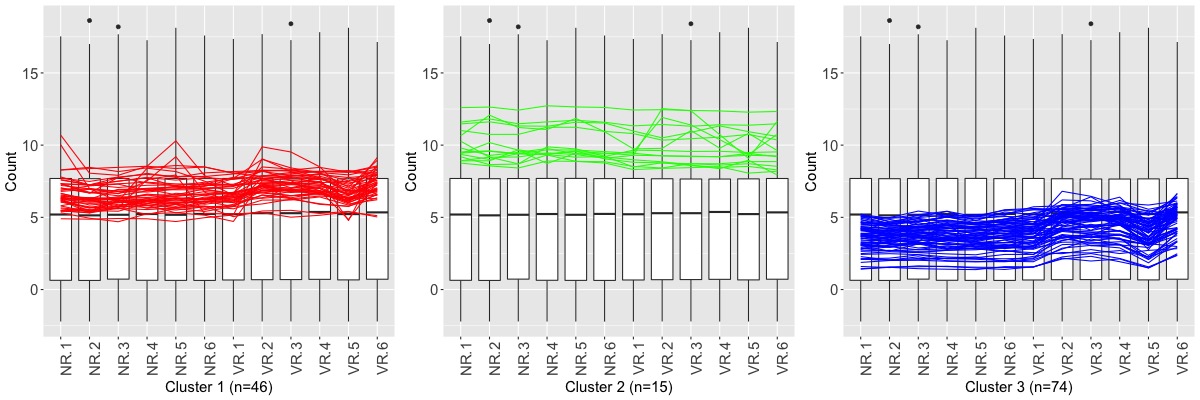 Count
15
10
5
0
NR.1 NR.2 NR.3 NR.4 NR.5 NR.6 VR.1 VR.2 VR.3 VR.4 VR.5 VR.6
Cluster 1 (n=46)
Count
15
10
5
0
NR.1 NR.2 NR.3 NR.4 NR.5 NR.6 VR.1 VR.2 VR.3 VR.4 VR.5 VR.6
Cluster 2 (n=15)
Count
15
10
5
0
NR.1 NR.2 NR.3 NR.4 NR.5 NR.6 VR.1 VR.2 VR.3 VR.4 VR.5 VR.6
Cluster 3 (n=74)